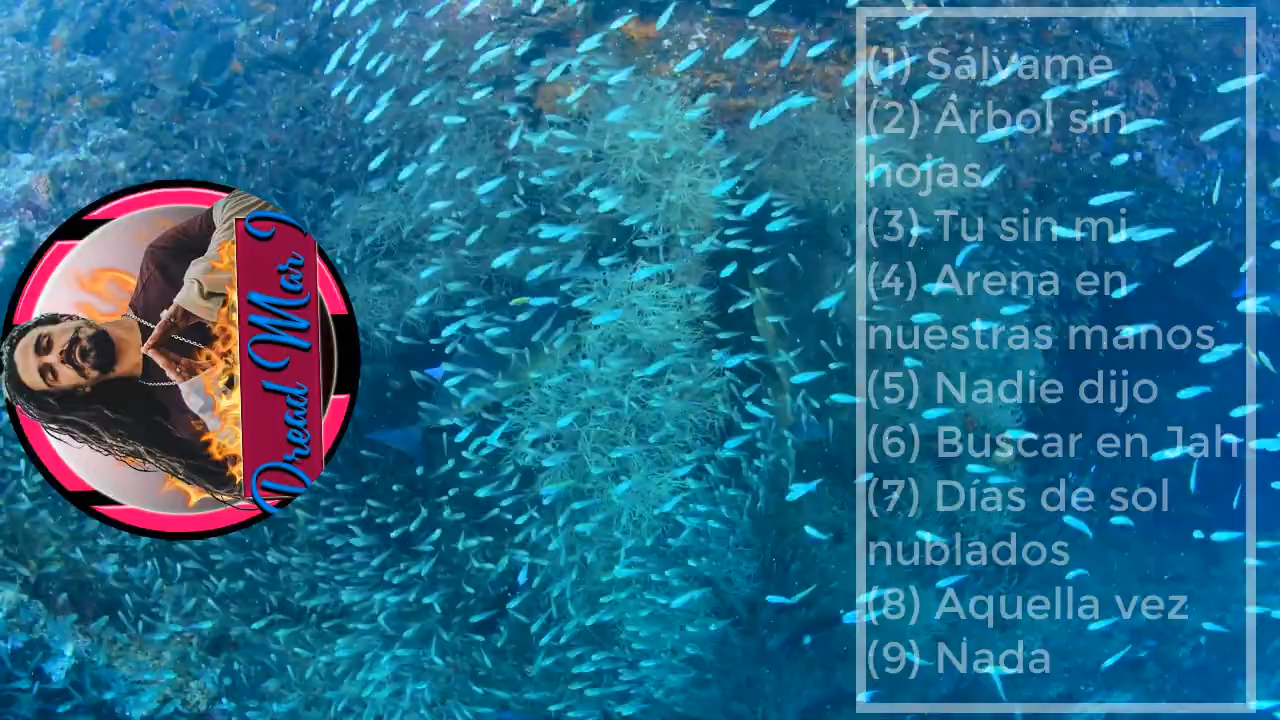 Dread Mar I
(1) Sálvame
(2) Árbol sin
hojas
(3) Tu sin mi
(4) Arena en
nuestras manos
(5) Nadie dijo
(6) Buscar en Jah
(7) Días de sol
nublados
(8) Aquella vez
(9) Nada